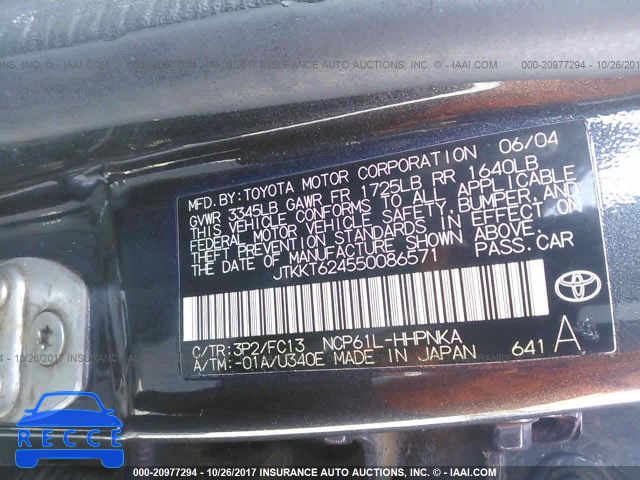 000-20977294 - 10/26/2017 INSURANCE AUTO AUCTIONS, INC. - © IAAI.COM
MFD. BY: TOYOTA MOTOR CORPORATION 06/04
GVWR 3345LB GAWR FR 1725LB RR 1640LB
THIS VEHICLE CONFORMS TO ALL APPLICABLE
FEDERAL MOTOR VEHICLE SAFETY, BUMPER, AND
THEFT PREVENTION STANDARDS IN EFFECT ON
THE DATE OF MANUFACTURE SHOWN ABOVE.
JTKKT624550086571 PASS.CAR
TOYOTA
C/TR:3P2/FC13 NCP61L-HHPNKA
A/TM:-01A/U340E MADE IN JAPAN 641 A
RECCE
000-20977294 - 10/26/2017 INSURANCE AUTO AUCTIONS, INC. - © IAAI.COM